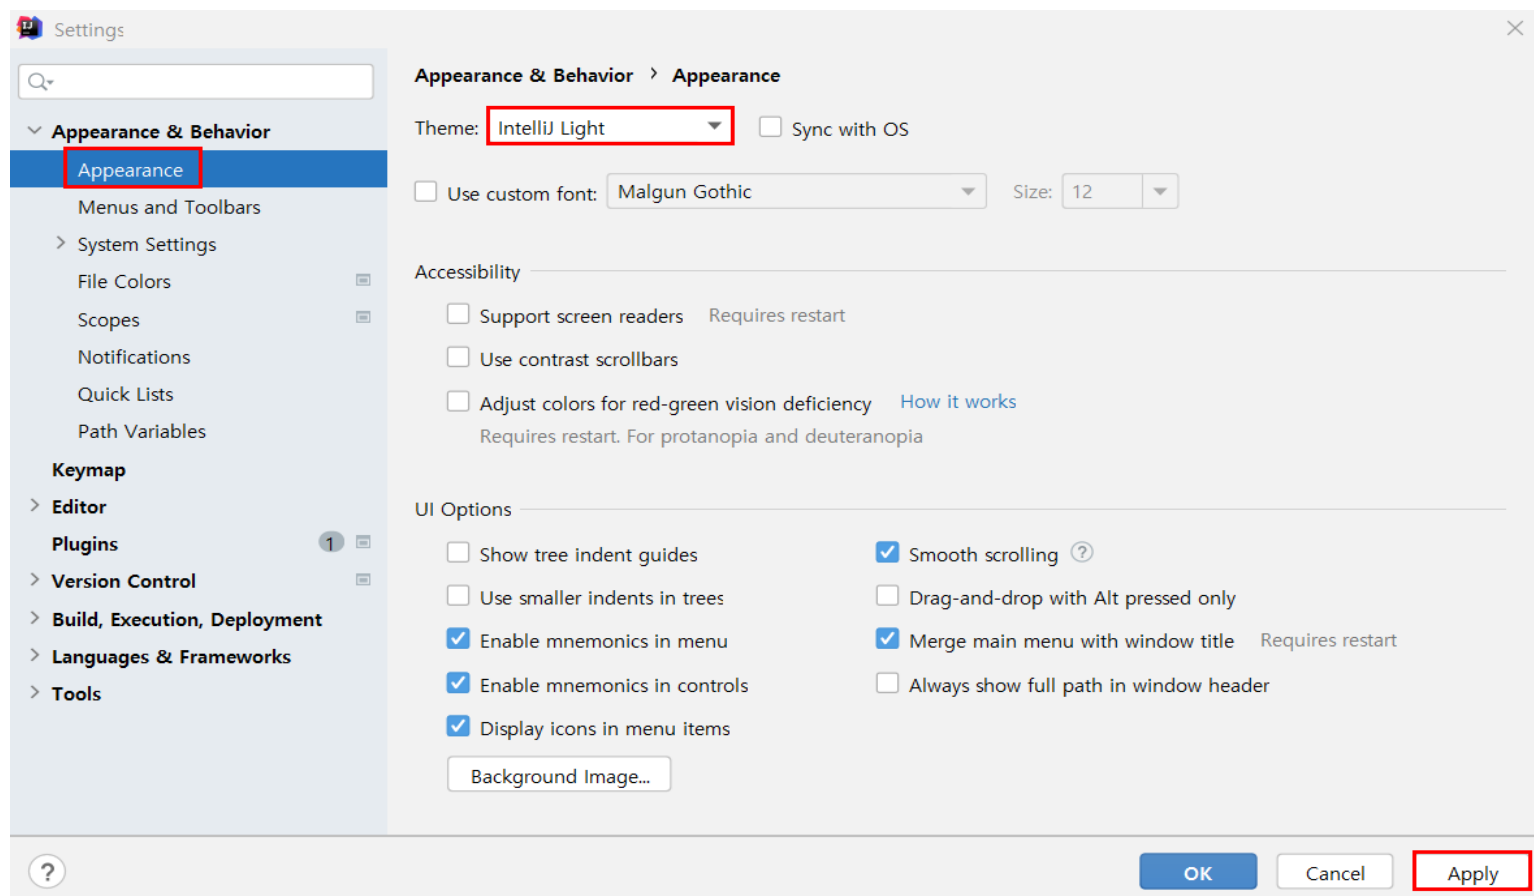 Settings
Appearance & Behavior
Appearance
Menus and Toolbars
System Settings
File Colors
Scopes
Notifications
Quick Lists
Path Variables
Keymap
Editor
Plugins 1
Version Control
Build, Execution, Deployment
Languages & Frameworks
Tools
Appearance & Behavior › Appearance
Theme: IntelliJ Light Sync with OS
Use custom font: Malgun Gothic Size: 12
Accessibility
Support screen readers Requires restart
Use contrast scrollbars
Adjust colors for red-green vision deficiency How it works
Requires restart. For protanopia and deuteranopia
UI Options
Show tree indent guides Smooth scrolling ?
Use smaller indents in trees Drag-and-drop with Alt pressed only
Enable mnemonics in menu Merge main menu with window title Requires restart
Enable mnemonics in controls Always show full path in window header
Display icons in menu items
Background Image...
? OK Cancel Apply